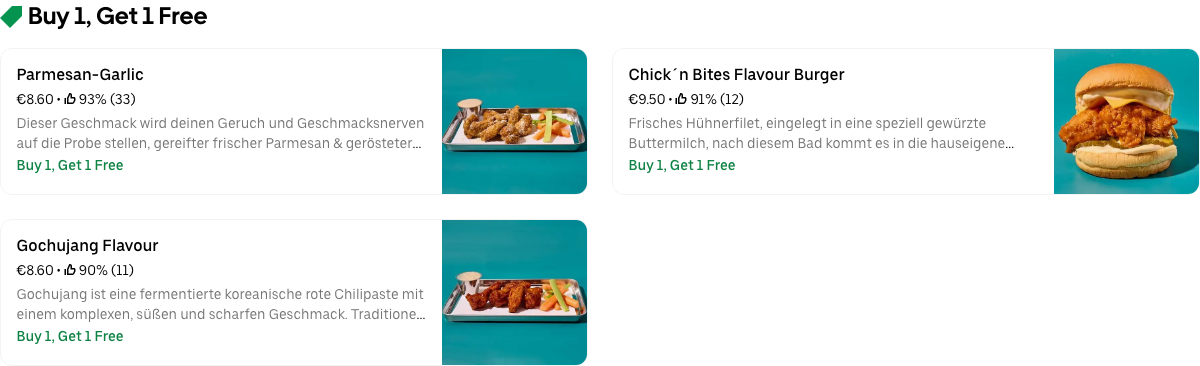 Buy 1, Get 1 Free
Parmesan-Garlic
€8.60 • 93% (33)
Dieser Geschmack wird deinen Geruch und Geschmacksnerven
auf die Probe stellen, gereifter frischer Parmesan & gerösteter...
Buy 1, Get 1 Free
Chick´n Bites Flavour Burger
€9.50 • 91% (12)
Frisches Hühnerfilet, eingelegt in eine speziell gewürzte
Buttermilch, nach diesem Bad kommt es in die hauseigene...
Buy 1, Get 1 Free
Gochujang Flavour
€8.60 • 90% (11)
Gochujang ist eine fermentierte koreanische rote Chilipaste mit
einem komplexen, süßen und scharfen Geschmack. Traditione...
Buy 1, Get 1 Free